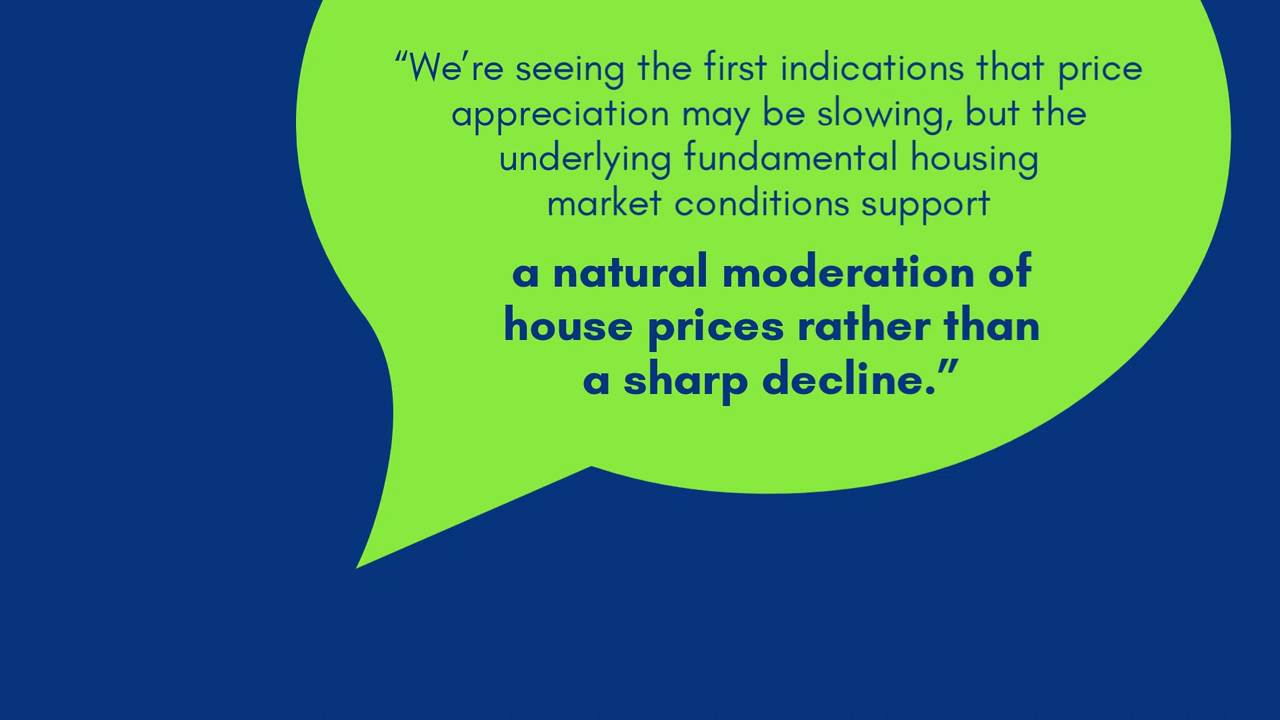 “We’re seeing the first indications that price
appreciation may be slowing, but the
underlying fundamental housing
market conditions support
a natural moderation of
house prices rather than
a sharp decline.”